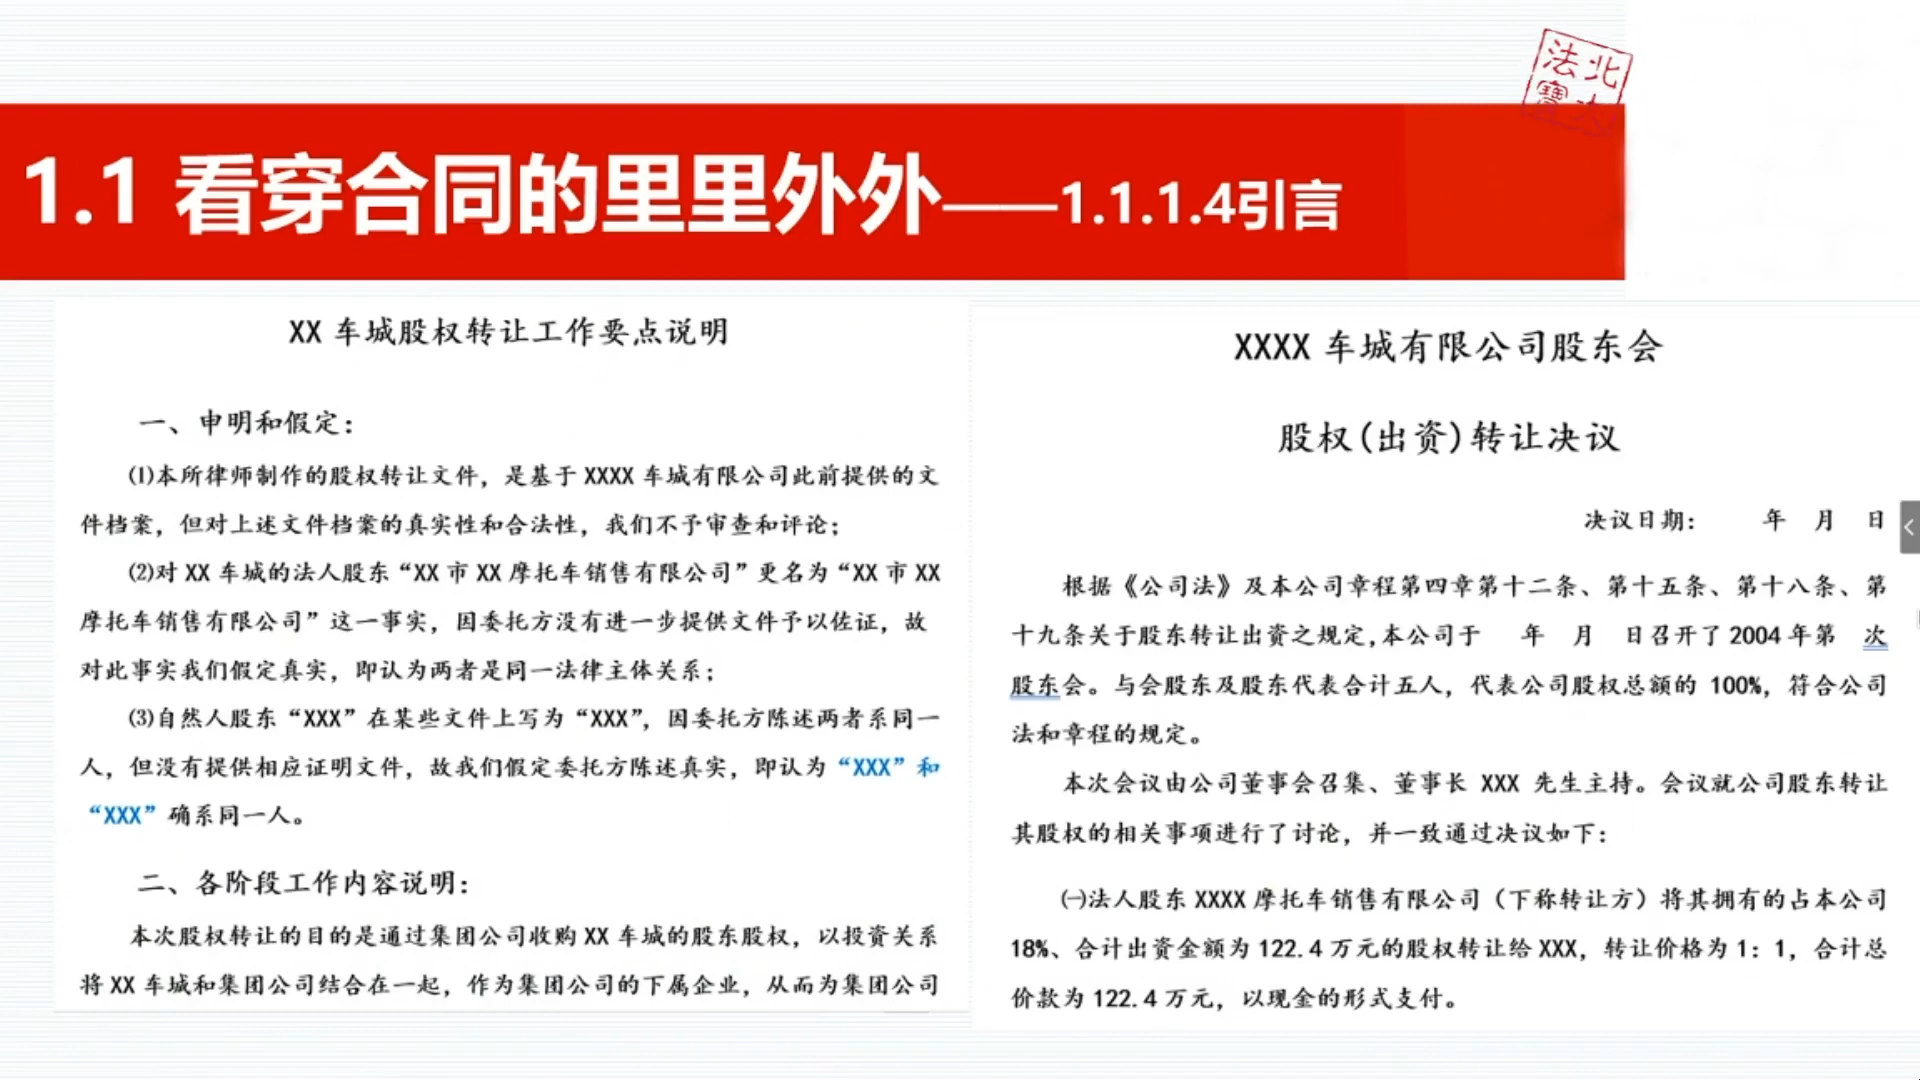 北大
法寶
1.1 看穿合同的里里外外——1.1.1.4引言
XX 车城股权转让工作要点说明
一、申明和假定：
⑴本所律师制作的股权转让文件，是基于 XXXX 车城有限公司此前提供的文
件档案，但对上述文件档案的真实性和合法性，我们不予审查和评论；
⑵对 XX 车城的法人股东“XX 市 XX 摩托车销售有限公司”更名为“XX 市 XX
摩托车销售有限公司”这一事实，因委托方没有进一步提供文件予以佐证，故
对此事实我们假定真实，即认为两者是同一法律主体关系；
⑶自然人股东“XXX”在某些文件上写为“XXX”，因委托方陈述两者系同一
人，但没有提供相应证明文件，故我们假定委托方陈述真实，即认为“XXX”和
“XXX”确系同一人。
二、各阶段工作内容说明：
本次股权转让的目的是通过集团公司收购 XX 车城的股东股权，以投资关系
将 XX 车城和集团公司结合在一起，作为集团公司的下属企业，从而为集团公司
XXXX 车城有限公司股东会
股权(出资)转让决议
决议日期： 年 月 日
根据《公司法》及本公司章程第四章第十二条、第十五条、第十八条、第
十九条关于股东转让出资之规定,本公司于 年 月 日召开了 2004 年第 次
股东会。与会股东及股东代表合计五人，代表公司股权总额的 100%，符合公司
法和章程的规定。
本次会议由公司董事会召集、董事长 XXX 先生主持。会议就公司股东转让
其股权的相关事项进行了讨论，并一致通过决议如下：
㈠法人股东 XXXX 摩托车销售有限公司（下称转让方）将其拥有的占本公司
18%、合计出资金额为 122.4 万元的股权转让给 XXX，转让价格为 1：1，合计总
价款为 122.4 万元，以现金的形式支付。